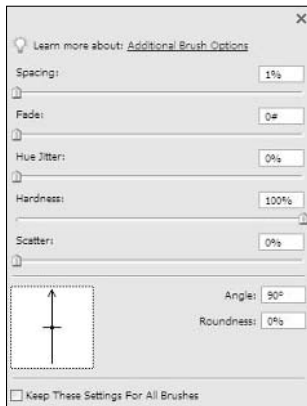 Learn more about: Additional Brush Options
Spacing: 1%
Fade: 0#
Hue Jitter: 0%
Hardness: 100%
Scatter: 0%
Angle: 90º
Roundness: 0%
Keep These Settings For All Brushes